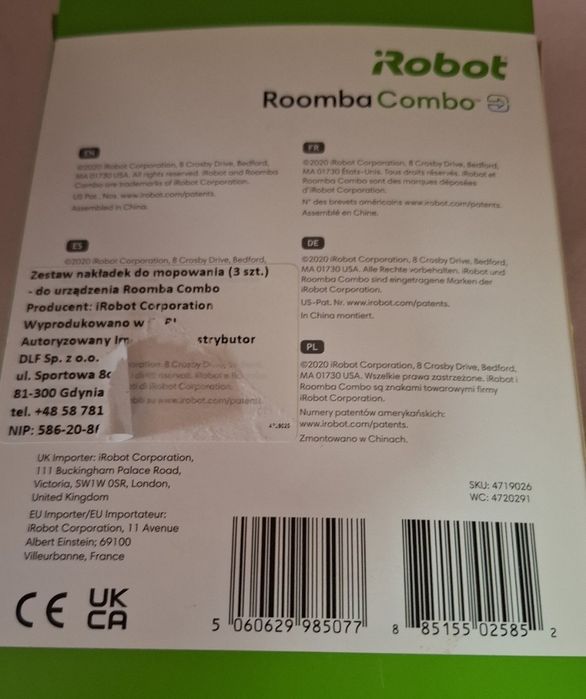 iRobot
Roomba Combo
EN
©2020 iRobot Corporation, 8 Crosby Drive, Bedford,
MA 01730 USA. All rights reserved. iRobot and Roomba
Combo are trademarks of iRobot Corporation.
US Pat. Nos. www.irobot.com/patents.
Assembled in China.
FR
©2020 iRobot Corporation, 8 Crosby Drive, Bedford,
MA 01730 États-Unis. Tous droits réservés. iRobot et
Roomba Combo sont des marques déposées
d'iRobot Corporation.
N° des brevets américains www.irobot.com/patents.
Assemblé en Chine.
ES
©2020 iRobot Corporation, 8 Crosby Drive, Bedford,
Zestaw nakładek do mopowania (3 szt.)
- do urządzenia Roomba Combo
Producent: iRobot Corporation
Wyprodukowano w
Autoryzowany strybutor
DLF Sp. z o.o.
ul. Sportowa 8c
81-300 Gdynia
tel. +48 58 781
NIP: 586-20-8
4719026
DE
©2020 iRobot Corporation, 8 Crosby Drive, Bedford,
MA 01730 USA. Alle Rechte vorbehalten. iRobot und
Roomba Combo sind eingetragene Marken der
iRobot Corporation.
US-Pat. Nr. www.irobot.com/patents.
In China montiert.
PL
©2020 iRobot Corporation, 8 Crosby Drive, Bedford,
MA 01730 USA. Wszelkie prawa zastrzeżone. iRobot i
Roomba Combo są znakami towarowymi firmy
iRobot Corporation.
Numery patentów amerykańskich:
www.irobot.com/patents.
Zmontowano w Chinach.
UK Importer: iRobot Corporation,
111 Buckingham Palace Road,
Victoria, SW1W 0SR, London,
United Kingdom
EU Importer/EU Importateur:
iRobot Corporation, 11 Avenue
Albert Einstein; 69100
Villeurbanne, France
SKU: 4719026
WC: 4720291
CE UK
CA
5 060629 985077
8 85155 02585 2